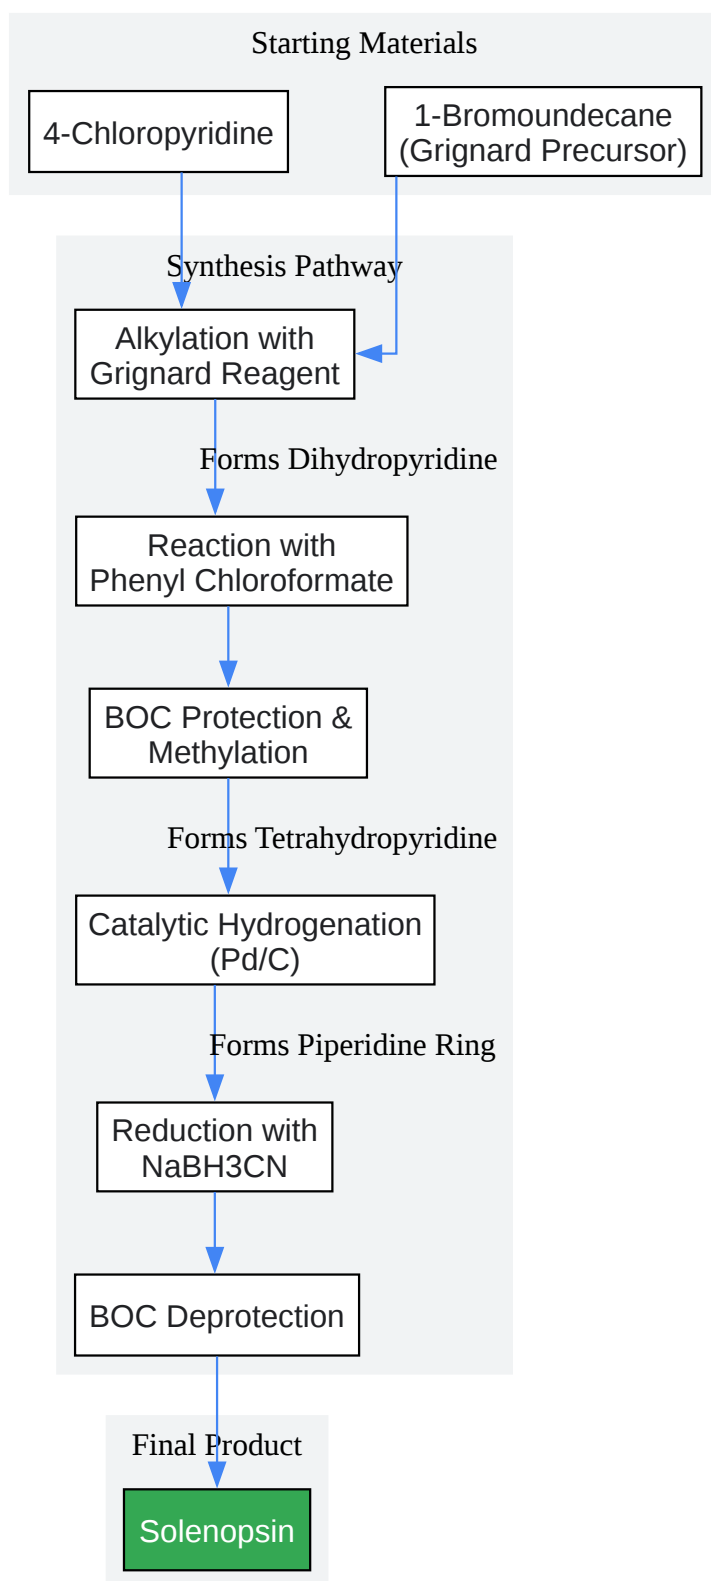 Starting Materials
4-Chloropyridine
1-Bromoundecane
(Grignard Precursor)
Synthesis Pathway
Alkylation with
Grignard Reagent
Forms Dihydropyridine
Reaction with
Phenyl Chloroformate
BOC Protection &
Methylation
Forms Tetrahydropyridine
Catalytic Hydrogenation
(Pd/C)
Forms Piperidine Ring
Reduction with
NaBH3CN
BOC Deprotection
Final Product
Solenopsin